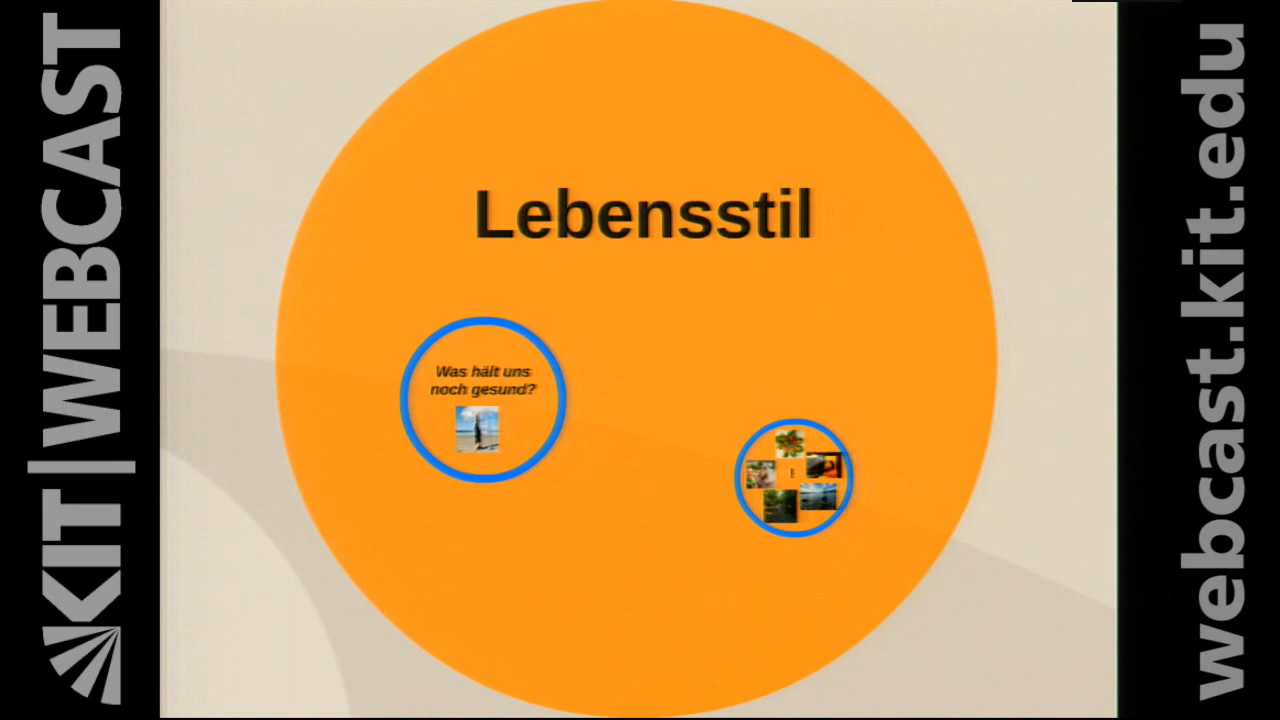 KIT | WEBCAST
Lebensstil
Was hält uns
noch gesund?
webcast.kit.edu